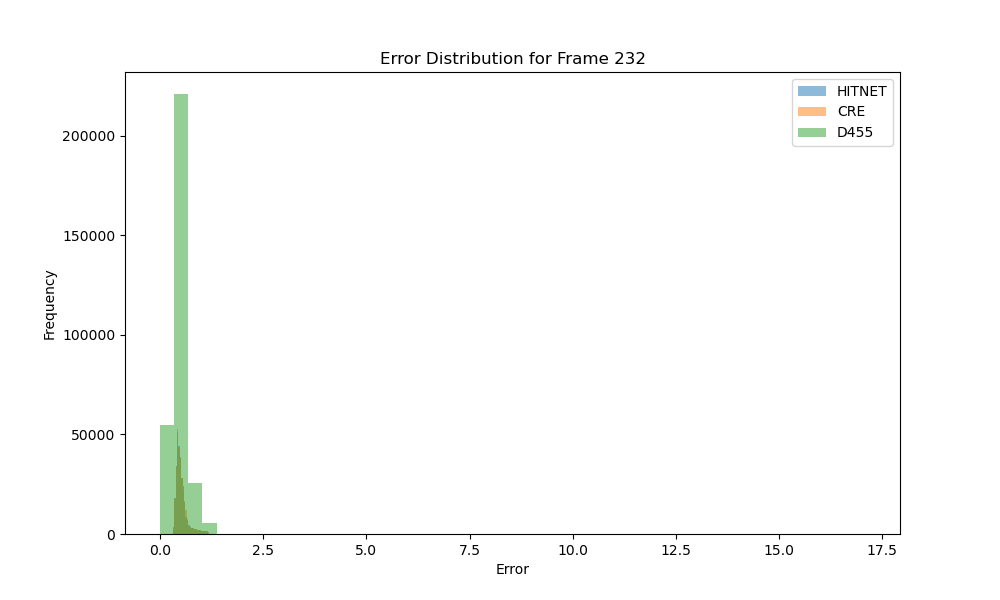 Error Distribution for Frame 232
HITNET
CRE
D455
200000
150000
100000
50000
0
Frequency
0.0 2.5 5.0 7.5 10.0 12.5 15.0 17.5
Error